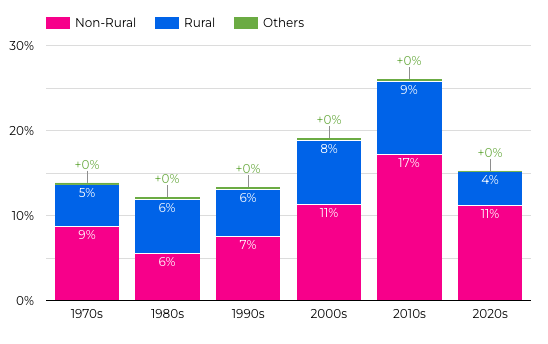 Non-Rural Rural Others
30%
20%
10%
0%
+0% +0% +0% +0% +0% +0%
5% 6% 6% 8% 9% 4%
9% 6% 7% 11% 17% 11%
1970s 1980s 1990s 2000s 2010s 2020s